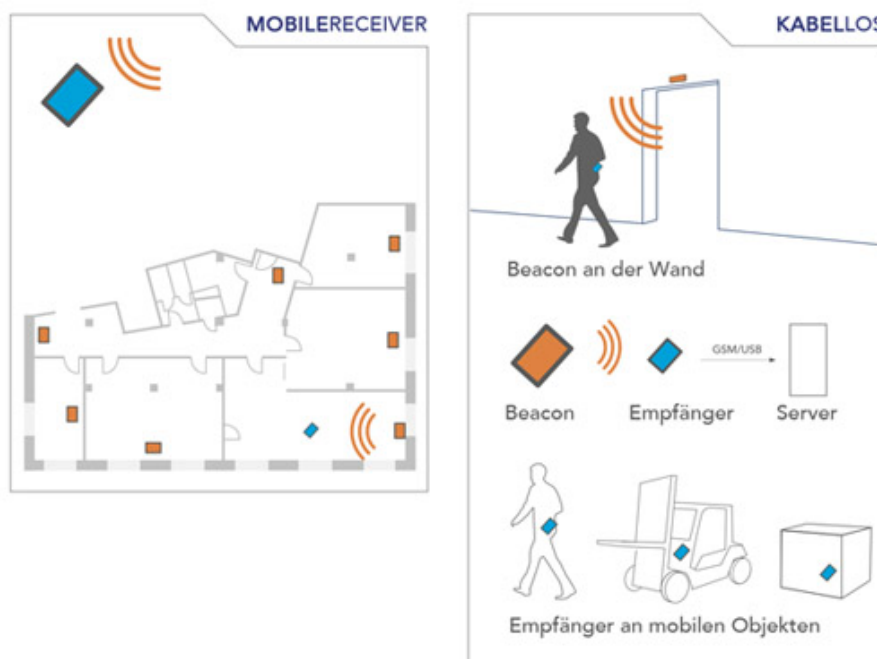 MOBILERECEIVER
KABELLOS
Beacon an der Wand
GSM/USB
Beacon
Empfänger
Server
Empfänger an mobilen Objekten